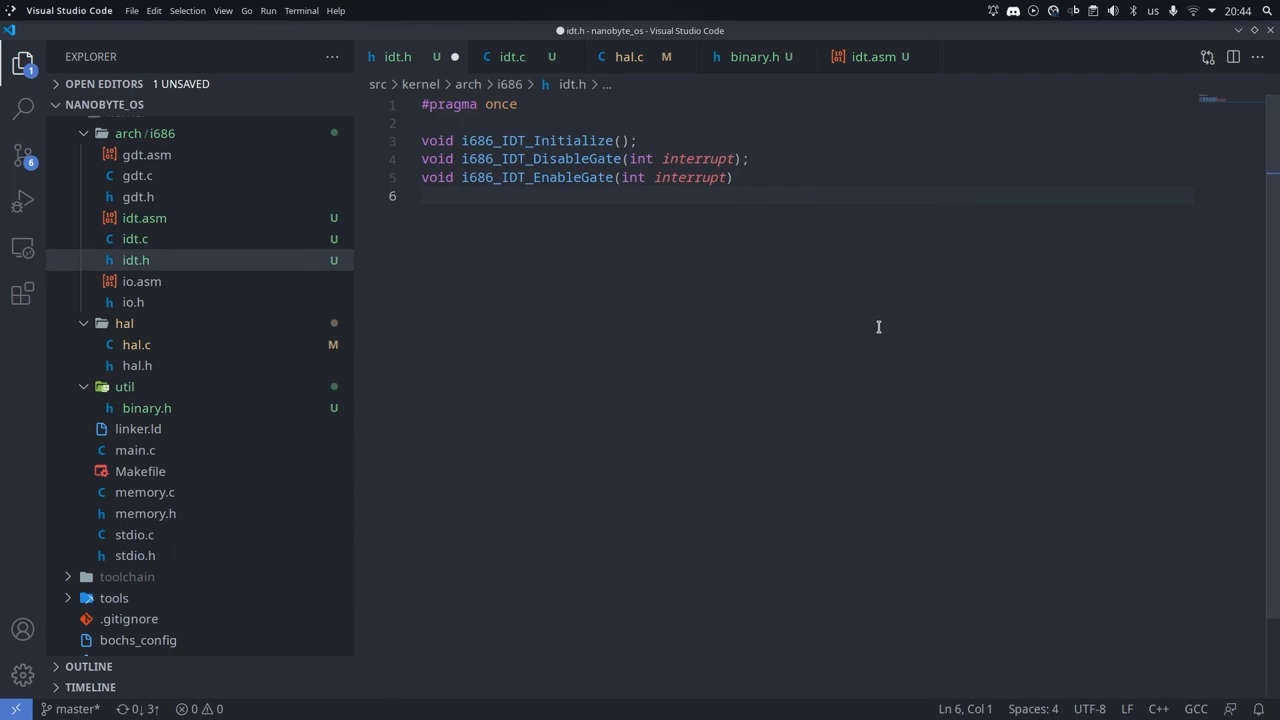 Visual Studio Code File Edit Selection View Go Run Terminal Help us 20:44
idt.h - nanobyte_os - Visual Studio Code
EXPLORER
idt.h U
idt.c U
hal.c M
binary.h U
idt.asm U
OPEN EDITORS 1 UNSAVED
src kernel arch i686 idt.h ...
NANOBYTE_OS
arch / i686
gdt.asm
gdt.c
gdt.h
idt.asm U
idt.c U
idt.h U
io.asm
io.h
hal
hal.c M
hal.h
util
binary.h U
linker.ld
main.c
Makefile
memory.c
memory.h
stdio.c
stdio.h
toolchain
tools
.gitignore
bochs_config
OUTLINE
TIMELINE
1
6
1 #pragma once
2
3 void i686_IDT_Initialize();
4 void i686_IDT_DisableGate(int interrupt);
5 void i686_IDT_EnableGate(int interrupt)
6
master* 0↓ 3↑ 0 0 Ln 6, Col 1 Spaces: 4 UTF-8 LF C++ GCC